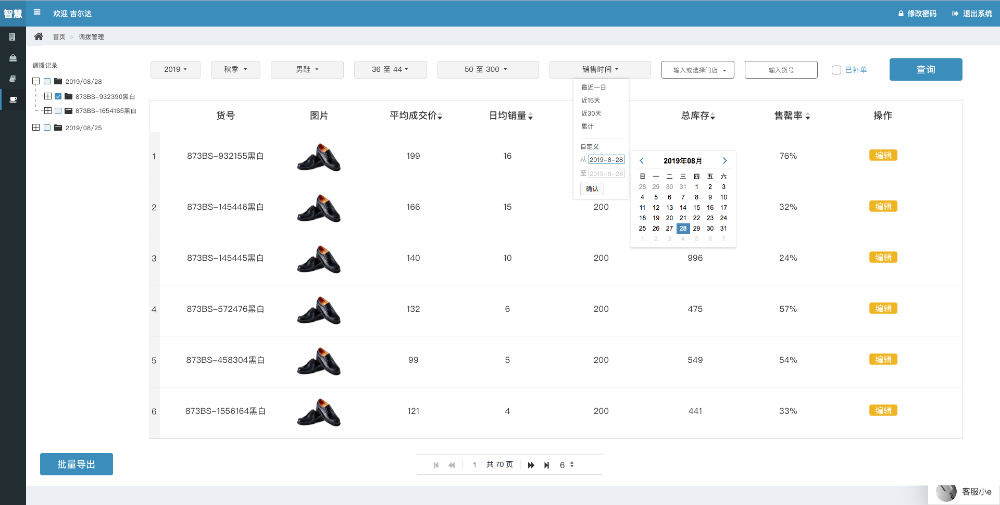 智慧 欢迎 吉尔达 修改密码 退出系统
首页 > 调拨管理
调拨记录
2019/08/28
873BS-932390黑白
873BS-1654165黑白
2019/08/25
2019 秋季 男鞋 36 至 44 50 至 300 销售时间 输入或选择门店 输入货号 已补单 查询
最近一日
近15天
近30天
累计
自定义
从 2019-8-28
至 2019-8-28
确认
2019年08月
日 一 二 三 四 五 六
28 29 30 31 1 2 3
4 5 6 7 8 9 10
11 12 13 14 15 16 17
18 19 20 21 22 23 24
25 26 27 28 29 30 31
1 2 3 4 5 6 7
货号 图片 平均成交价 日均销量 总库存 售罄率 操作
1 873BS-932155黑白 199 16 76% 编辑
2 873BS-145446黑白 166 15 200 32% 编辑
3 873BS-145445黑白 140 10 200 996 24% 编辑
4 873BS-572476黑白 132 6 200 475 57% 编辑
5 873BS-458304黑白 99 5 200 549 54% 编辑
6 873BS-1556164黑白 121 4 200 441 33% 编辑
批量导出
1 共 70 页 6
客服小e